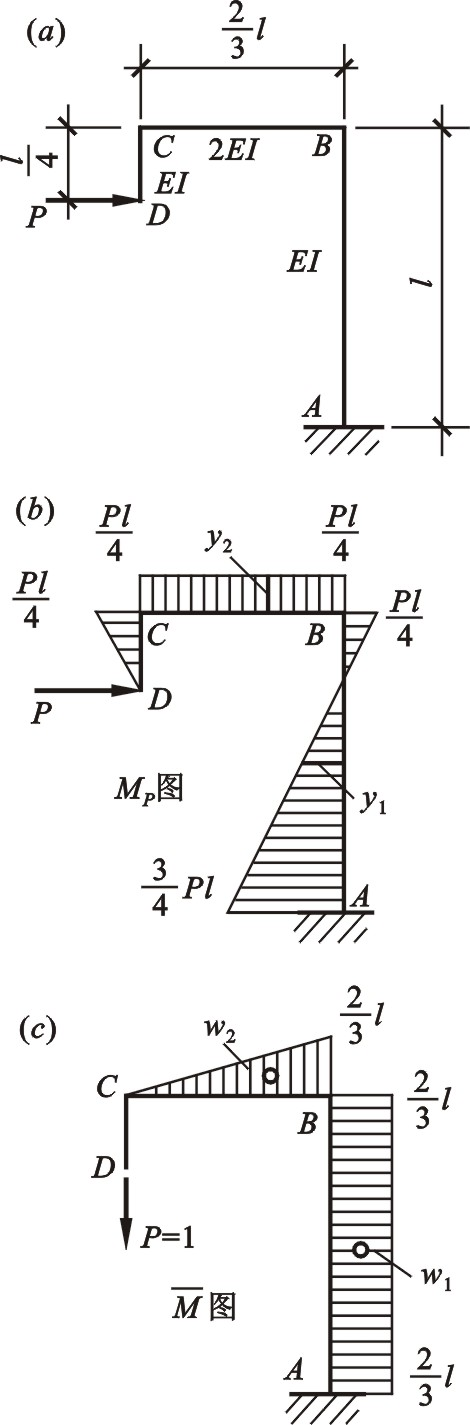 (a)
2/3 l
l/4
C
2EI
B
EI
P
D
EI
l
A
(b)
Pl/4
y₂
Pl/4
Pl/4
C
B
Pl/4
P
D
M_P图
y₁
3/4 Pl
A
(c)
w₂
2/3 l
C
B
2/3 l
D
P=1
w₁
M̅ 图
A
2/3 l